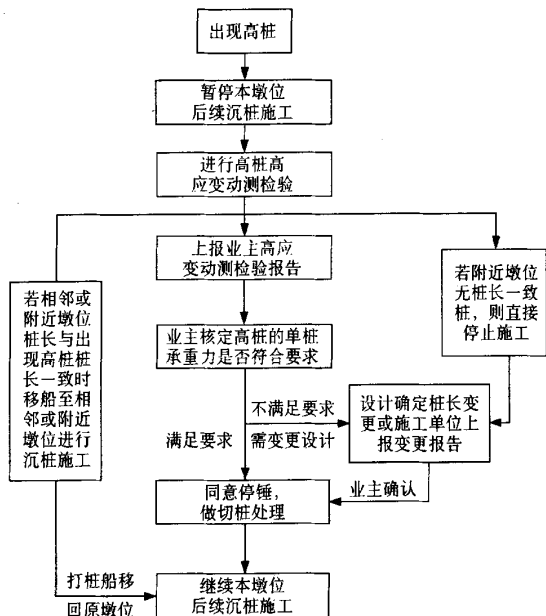 出现高桩
暂停本墩位
后续沉桩施工
进行高桩高
应变动测检验
上报业主高应
变动测检验报告
若附近墩位
无桩长一致
桩，则直接
停止施工
若相邻或
附近墩位
桩长与出
现高桩桩
长一致时
移船至相
邻或附近
墩位进行
沉桩施工
业主核定高桩的单桩
承重力是否符合要求
不满足要求
满足要求
需变更设计
设计确定桩长变
更或施工单位上
报变更报告
业主确认
同意停锤，
做切桩处理
打桩船移
回原墩位
继续本墩位
后续沉桩施工